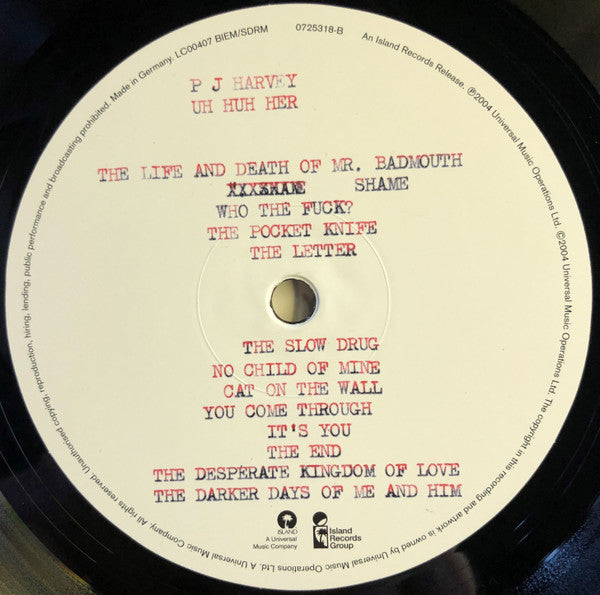 P J HARVEY
UH HUH HER
THE LIFE AND DEATH OF MR. BADMOUTH
SHAME
WHO THE FUCK?
THE POCKET KNIFE
THE LETTER
THE SLOW DRUG
NO CHILD OF MINE
CAT ON THE WALL
YOU COME THROUGH
IT'S YOU
THE END
THE DESPERATE KINGDOM OF LOVE
THE DARKER DAYS OF ME AND HIM
ISLAND
A Universal
Music Company
Island
Records
Group
An Island Records Release. ℗2004 Universal Music Operations Ltd. ©2004 Universal Music Operations Ltd. The copyright in this recording and artwork is owned by Universal Music Operations Ltd. A Universal Music Company. All rights reserved. Unauthorised copying, reproduction, hiring, lending, public performance and broadcasting prohibited. Made in Germany. LC00407 BIEM/SDRM 0725318-B